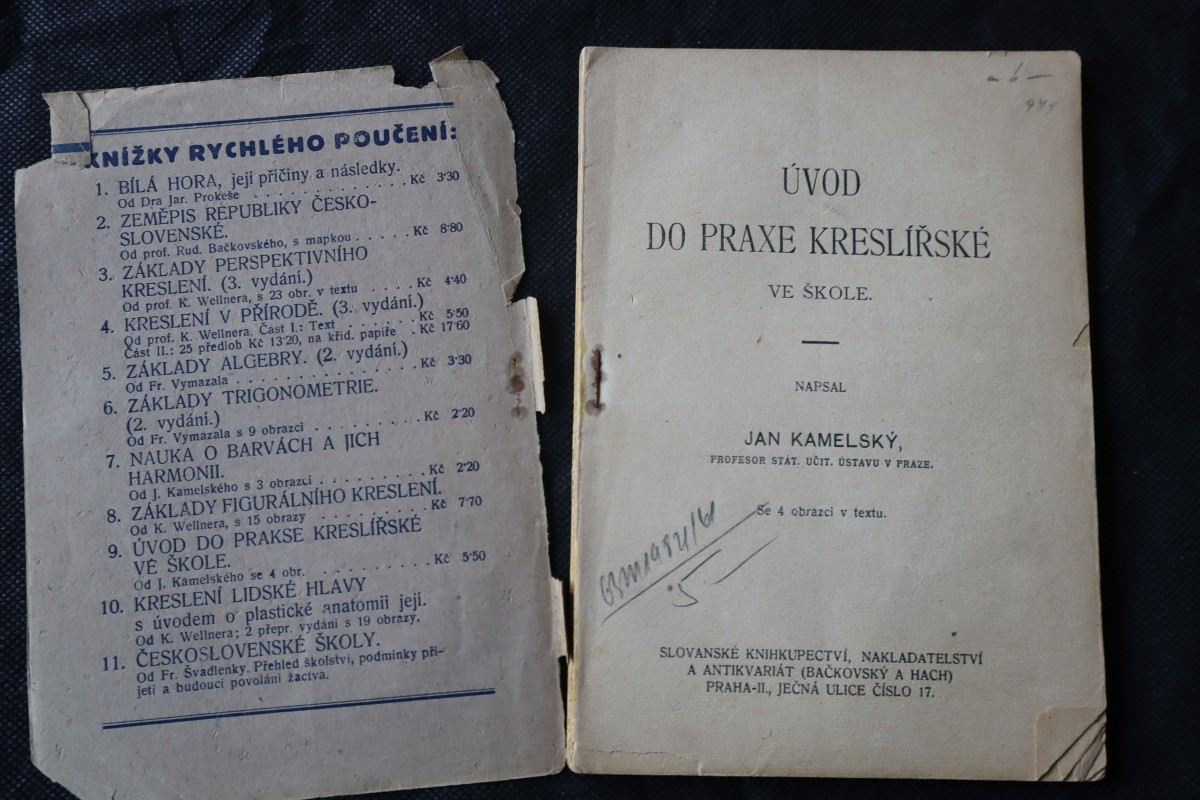 KNÍŽKY RYCHLÉHO POUČENÍ:
1. BÍLÁ HORA, její příčiny a následky.
Od Dra Jar. Prokeše . . . . . . . . . . . Kč 3·30
2. ZEMĚPIS REPUBLIKY ČESKO-
SLOVENSKÉ.
Od prof. Rud. Bačkovského, s mapkou . . . . . Kč 8·80
3. ZÁKLADY PERSPEKTIVNÍHO
KRESLENÍ. (3. vydání.)
Od prof. K. Wellnera, s 23 obr. v textu . . . . Kč 4·40
4. KRESLENÍ V PŘÍRODĚ. (3. vydání.)
Od prof. K. Wellnera. Část I.: Text . . . . . . Kč 5·50
Část II.: 25 předloh Kč 13·20, na kříd. papíře . Kč 17·60
5. ZÁKLADY ALGEBRY. (2. vydání.)
Od Fr. Vymazala . . . . . . . . . . . . . Kč 3·30
6. ZÁKLADY TRIGONOMETRIE.
(2. vydání.)
Od Fr. Vymazala s 9 obrazci . . . . . . . . Kč 2·20
7. NAUKA O BARVÁCH A JICH
HARMONII.
Od J. Kamelského s 3 obrazci . . . . . . . . Kč 2·20
8. ZÁKLADY FIGURÁLNÍHO KRESLENÍ.
Od K. Wellnera, s 15 obrazy . . . . . . . . Kč 7·70
9. ÚVOD DO PRAKSE KRESLÍŘSKÉ
VE ŠKOLE.
Od J. Kamelského se 4 obr. . . . . . . . . . Kč 5·50
10. KRESLENÍ LIDSKÉ HLAVY
s úvodem o plastické anatomii její.
Od K. Wellnera; 2 přepr. vydání s 19 obrazy,
11. ČESKOSLOVENSKÉ ŠKOLY.
Od Fr. Švadlenky. Přehled školství, podmínky při-
jetí a budoucí povolání žactva.
ÚVOD
DO PRAXE KRESLÍŘSKÉ
VE ŠKOLE.
NAPSAL
JAN KAMELSKÝ,
PROFESOR STÁT. UČIT. ÚSTAVU V PRAZE.
Se 4 obrazci v textu.
SLOVANSKÉ KNIHKUPECTVÍ, NAKLADATELSTVÍ
A ANTIKVARIÁT (BAČKOVSKÝ A HACH)
PRAHA-II., JEČNÁ ULICE ČÍSLO 17.